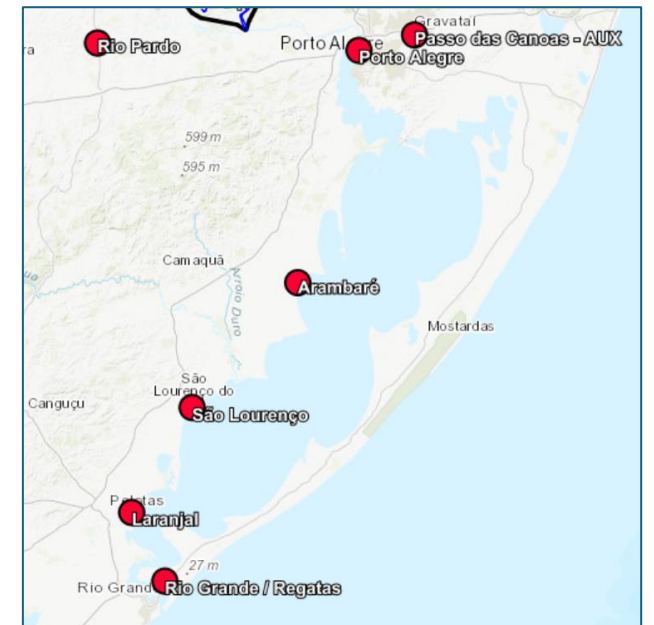 Gravataí
Passo das Canoas - AUX
Rio Pardo
Porto Alegre
Porto Alegre
599 m
595 m
Camaquã
Arroio Duro
Arambaré
Mostardas
São
Lourenço do
Canguçu
São Lourenço
Pelotas
Laranjal
27 m
Rio Grand
Rio Grande / Regatas